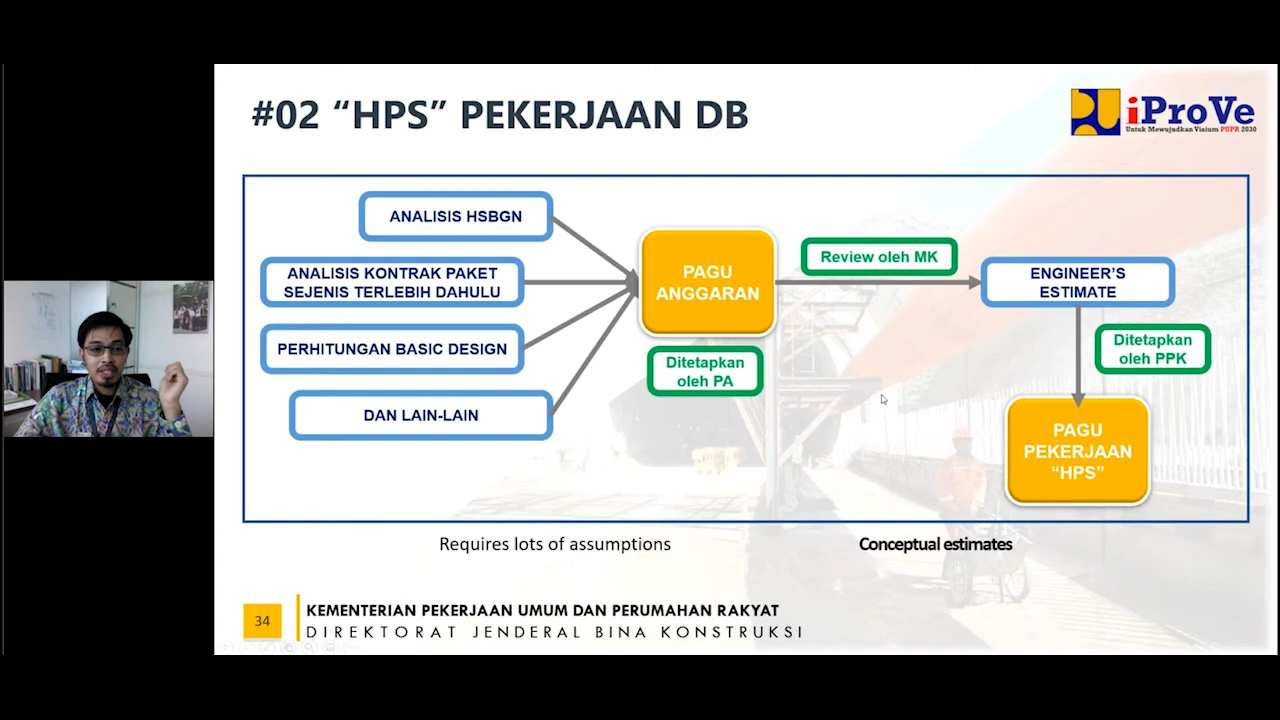 #02 “HPS” PEKERJAAN DB
iProVe
Untuk Mewujudkan Visium PUPR 2030
ANALISIS HSBGN
ANALISIS KONTRAK PAKET
SEJENIS TERLEBIH DAHULU
PERHITUNGAN BASIC DESIGN
DAN LAIN-LAIN
PAGU
ANGGARAN
Ditetapkan
oleh PA
Review oleh MK
ENGINEER’S
ESTIMATE
Ditetapkan
oleh PPK
PAGU
PEKERJAAN
“HPS”
Requires lots of assumptions
Conceptual estimates
34
KEMENTERIAN PEKERJAAN UMUM DAN PERUMAHAN RAKYAT
DIREKTORAT JENDERAL BINA KONSTRUKSI